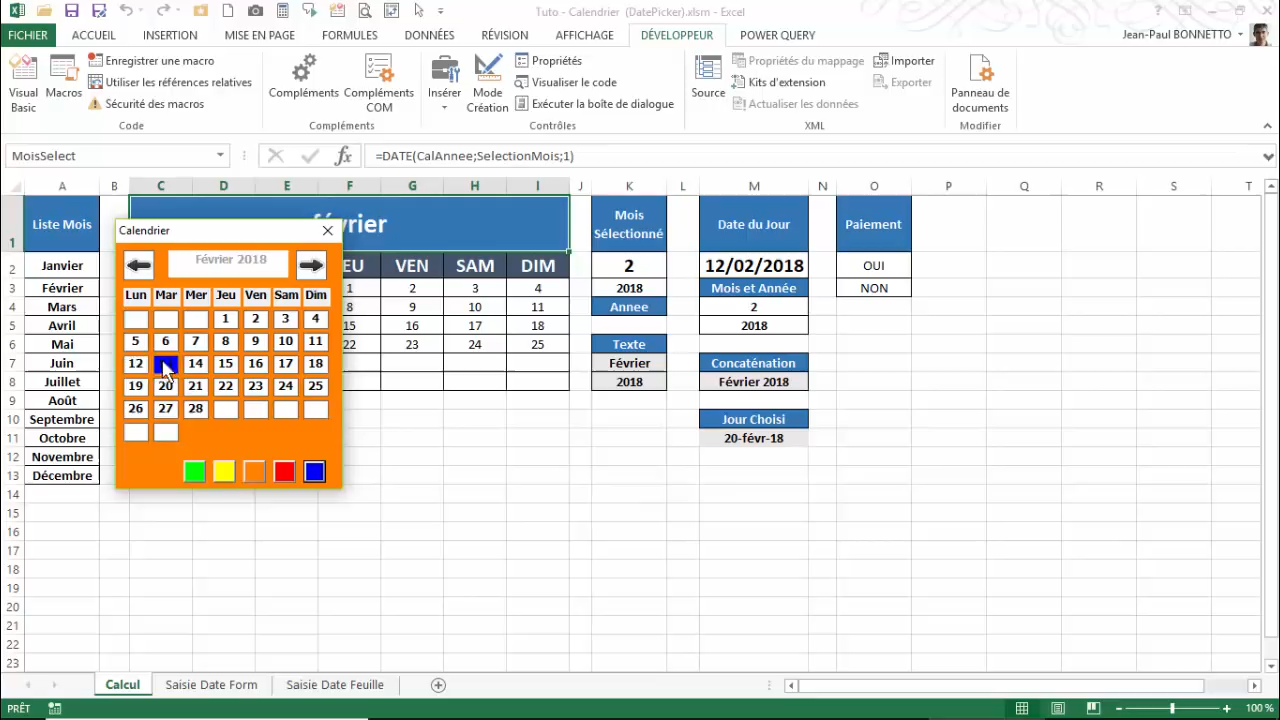 Tuto - Calendrier (DatePicker).xlsm - Excel
FICHIER ACCUEIL INSERTION MISE EN PAGE FORMULES DONNÉES RÉVISION AFFICHAGE DÉVELOPPEUR POWER QUERY Jean-Paul BONNETTO
Enregistrer une macro
Utiliser les références relatives
Sécurité des macros
Visual Basic
Macros
Code
Compléments
Compléments COM
Compléments
Insérer
Mode Création
Propriétés
Visualiser le code
Exécuter la boîte de dialogue
Contrôles
Source
Propriétés du mappage
Kits d'extension
Actualiser les données
Importer
Exporter
XML
Panneau de documents
Modifier
MoisSelect fx =DATE(CalAnnee;SelectionMois;1)
A B C D E F G H I J K L M N O P Q R S T
1 Liste Mois février Mois Sélectionné Date du Jour Paiement
2 Janvier EU VEN SAM DIM 2 12/02/2018 OUI
3 Février 1 2 3 4 2018 Mois et Année NON
4 Mars 8 9 10 11 Annee 2
5 Avril 15 16 17 18 2018
6 Mai 22 23 24 25 Texte
7 Juin Février Concaténation
8 Juillet 2018 Février 2018
9 Août
10 Septembre Jour Choisi
11 Octobre 20-févr-18
12 Novembre
13 Décembre
14
15
16
17
18
19
20
21
22
23
Calendrier
Février 2018
Lun Mar Mer Jeu Ven Sam Dim
1 2 3 4
5 6 7 8 9 10 11
12 14 15 16 17 18
19 20 21 22 23 24 25
26 27 28
Calcul Saisie Date Form Saisie Date Feuille
PRÊT 100 %